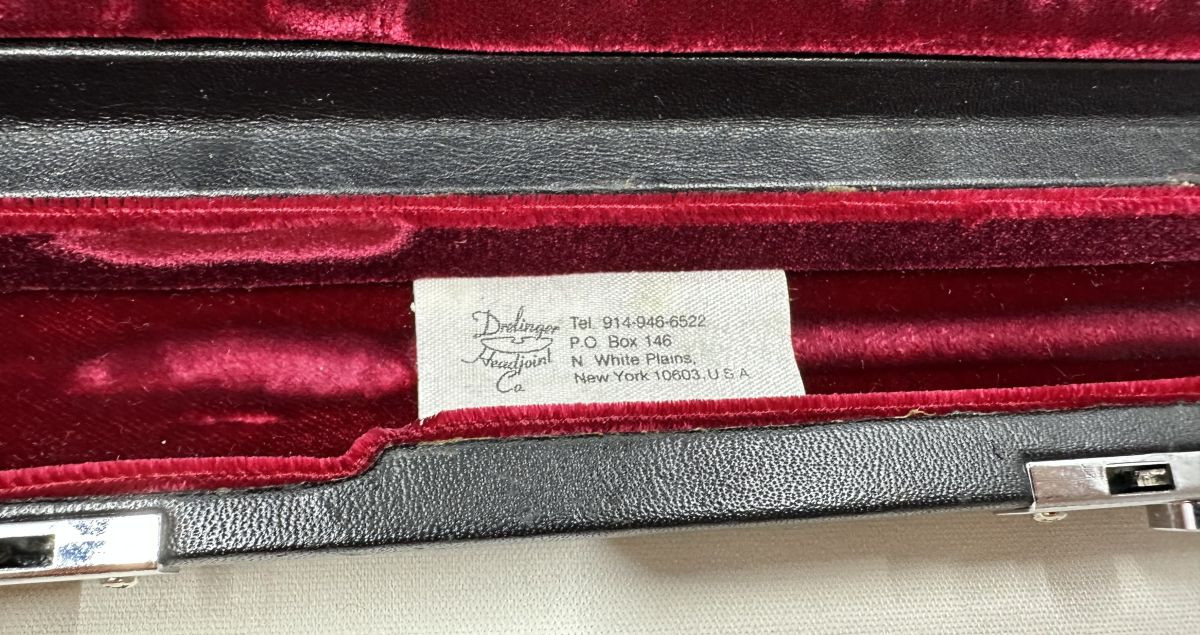 Drelinger
Headjoint
Co.
Tel. 914-946-6522
P.O. Box 146
N. White Plains,
New York 10603, U.S.A.